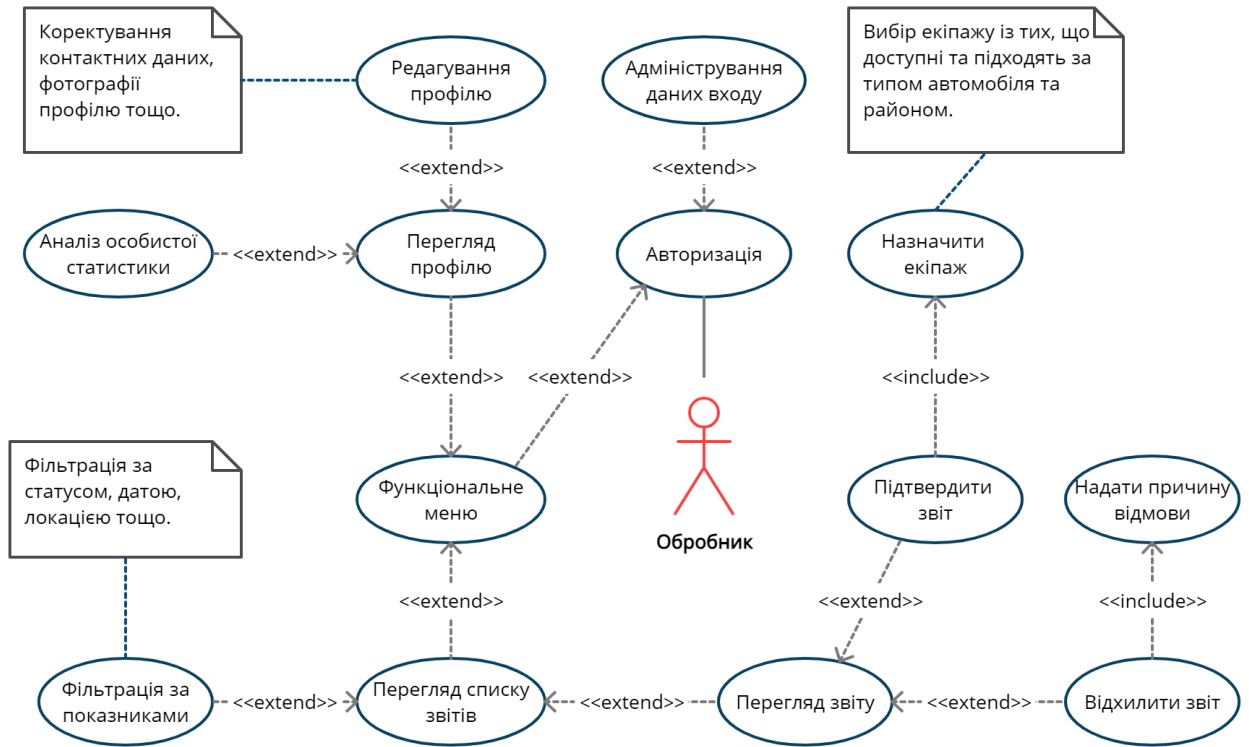 Коректування
контактних даних,
фотографії
профілю тощо.
Редагування
профілю
Адміністрування
даних входу
Вибір екіпажу із тих, що
доступні та підходять за
типом автомобіля та
районом.
<<extend>>
<<extend>>
Аналіз особистої
статистики
<<extend>>
Перегляд
профілю
Авторизація
Назначити
екіпаж
<<extend>>
<<extend>>
<<include>>
Фільтрація за
статусом, датою,
локацією тощо.
Функціональне
меню
Обробник
Підтвердити
звіт
Надати причину
відмови
<<extend>>
<<extend>>
<<include>>
Фільтрація за
показниками
<<extend>>
Перегляд списку
звітів
<<extend>>
Перегляд звіту
<<extend>>
Відхилити звіт